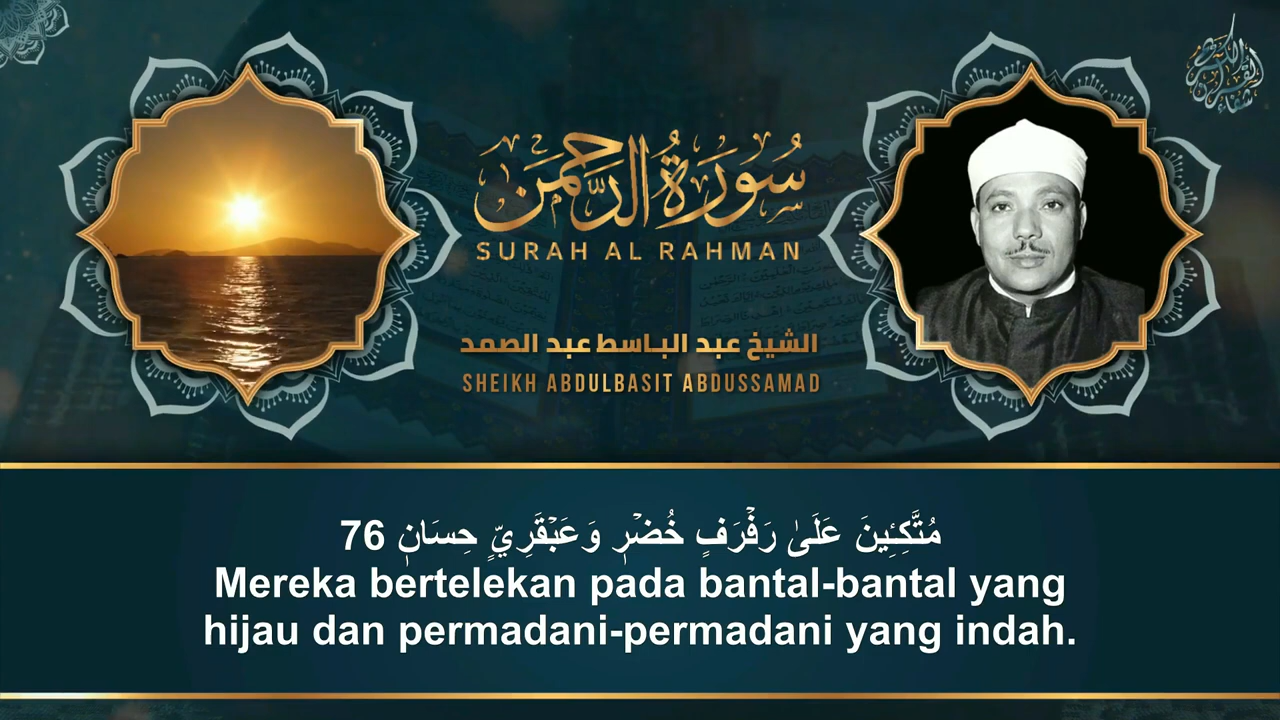 سُورَةُ الرَّحْمَن
SURAH AL RAHMAN
الشيخ عبد الباسط عبد الصمد
SHEIKH ABDULBASIT ABDUSSAMAD
مُتَّكِـِٔينَ عَلَىٰ رَفْرَفٍ خُضْرٍ وَعَبْقَرِيٍّ حِسَانٍ 76
Mereka bertelekan pada bantal-bantal yang
hijau dan permadani-permadani yang indah.